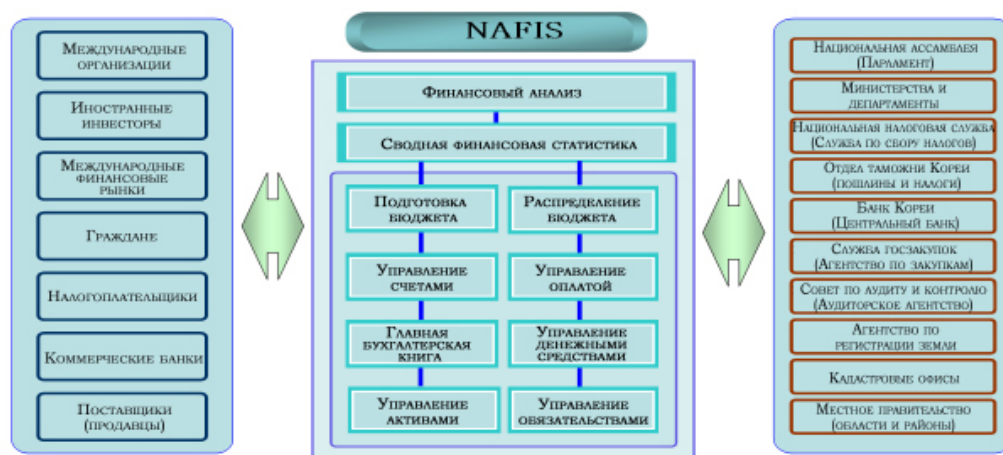 NAFIS
Международные
организации
Иностранные
инвесторы
Международные
финансовые
рынки
Граждане
Налогоплательщики
Коммерческие банки
Поставщики
(продавцы)
Финансовый анализ
Сводная финансовая статистика
Подготовка
бюджета
Распределение
бюджета
Управление
счетами
Управление
оплатой
Главная
бухгалтерская
книга
Управление
денежными
средствами
Управление
активами
Управление
обязательствами
Национальная ассамблея
(Парламент)
Министерства и
департаменты
Национальная налоговая служба
(Служба по сбору налогов)
Отдел таможни Кореи
(пошлины и налоги)
Банк Кореи
(Центральный банк)
Служба госзакупок
(Агентство по закупкам)
Совет по аудиту и контролю
(Аудиторское агентство)
Агентство по
регистрации земли
Кадастровые офисы
Местное правительство
(области и районы)